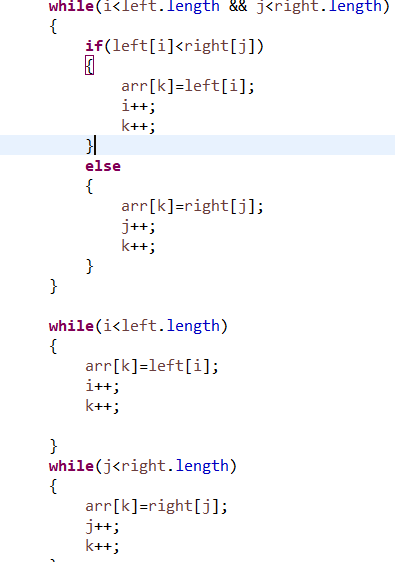 while(i<left.length && j<right.length)
{
if(left[i]<right[j])
{
arr[k]=left[i];
i++;
k++;
}
else
{
arr[k]=right[j];
j++;
k++;
}
}
while(i<left.length)
{
arr[k]=left[i];
i++;
k++;
}
while(j<right.length)
{
arr[k]=right[j];
j++;
k++;